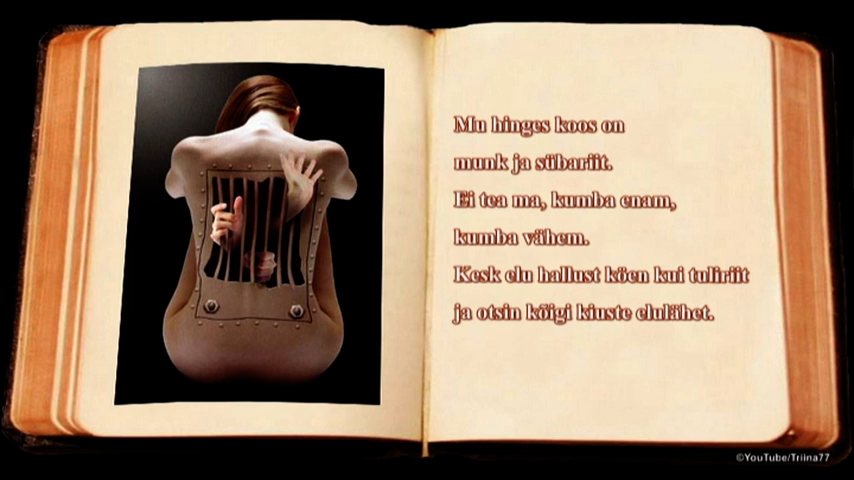 Mu hinges koos on
munk ja sübariit.
Ei tea ma, kumba enam,
kumba vähem.
Kesk elu hallust köen kui tuliriit
ja otsin kõigi kiuste elulähet.
©YouTube/Triina77